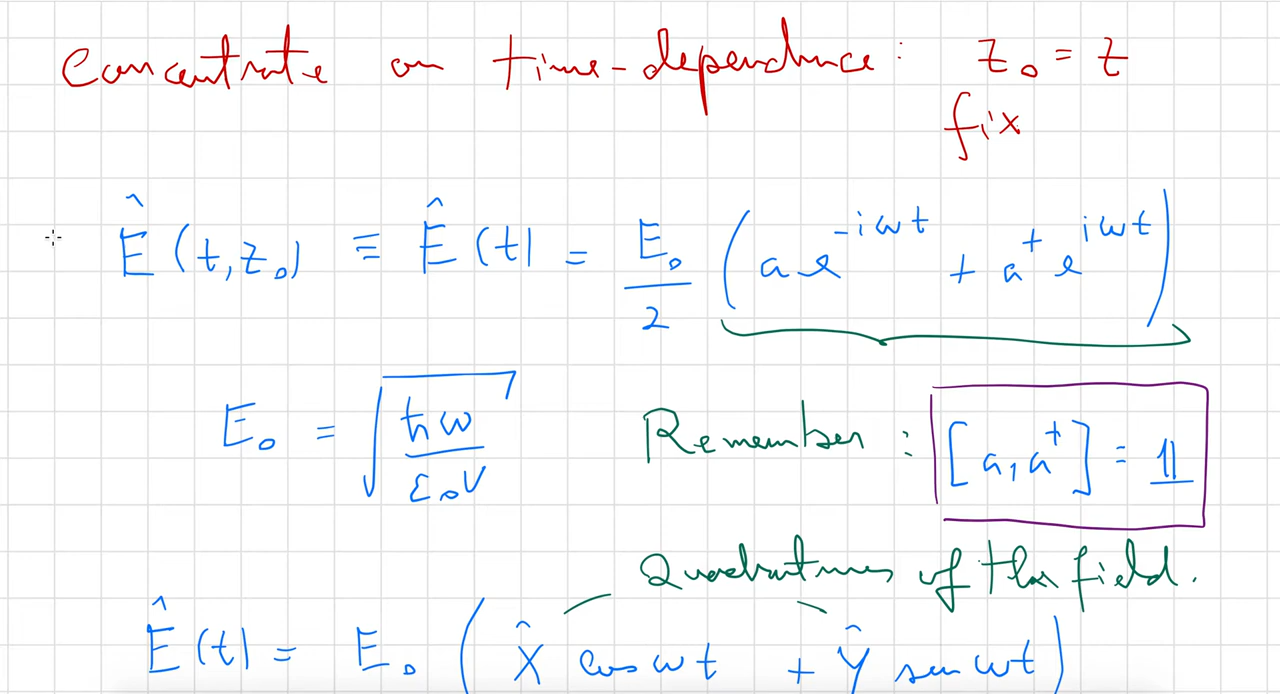 Concentrate on time-dependence: z₀ = z
fix
Ê(t,z₀) ≡ Ê(t) = E₀/2 (a e^{-iωt} + a† e^{iωt})
E₀ = √(ħω/ε₀V)
Remember: [a, a†] = 𝟙
Quadratures of the field.
Ê(t) = E₀ (X̂ cos ωt + Ŷ sin ωt)